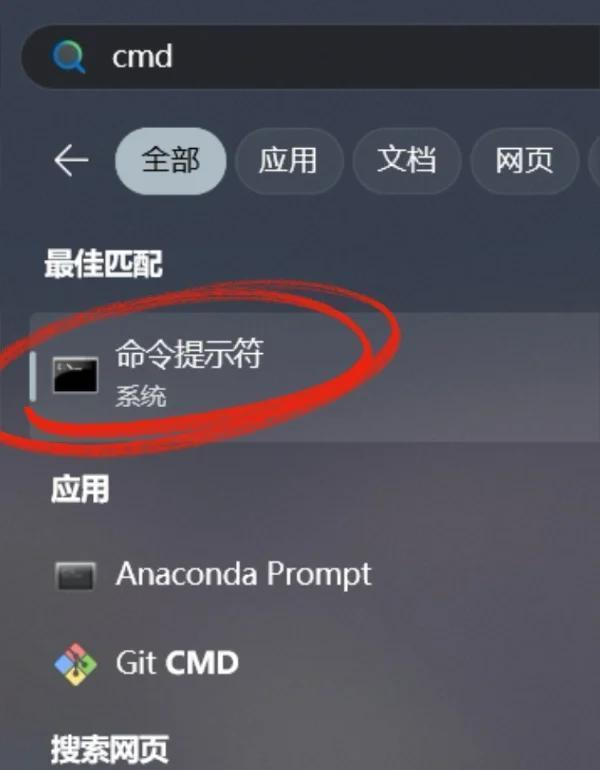 cmd
全部 应用 文档 网页
最佳匹配
命令提示符
系统
应用
Anaconda Prompt
Git CMD
搜索网页